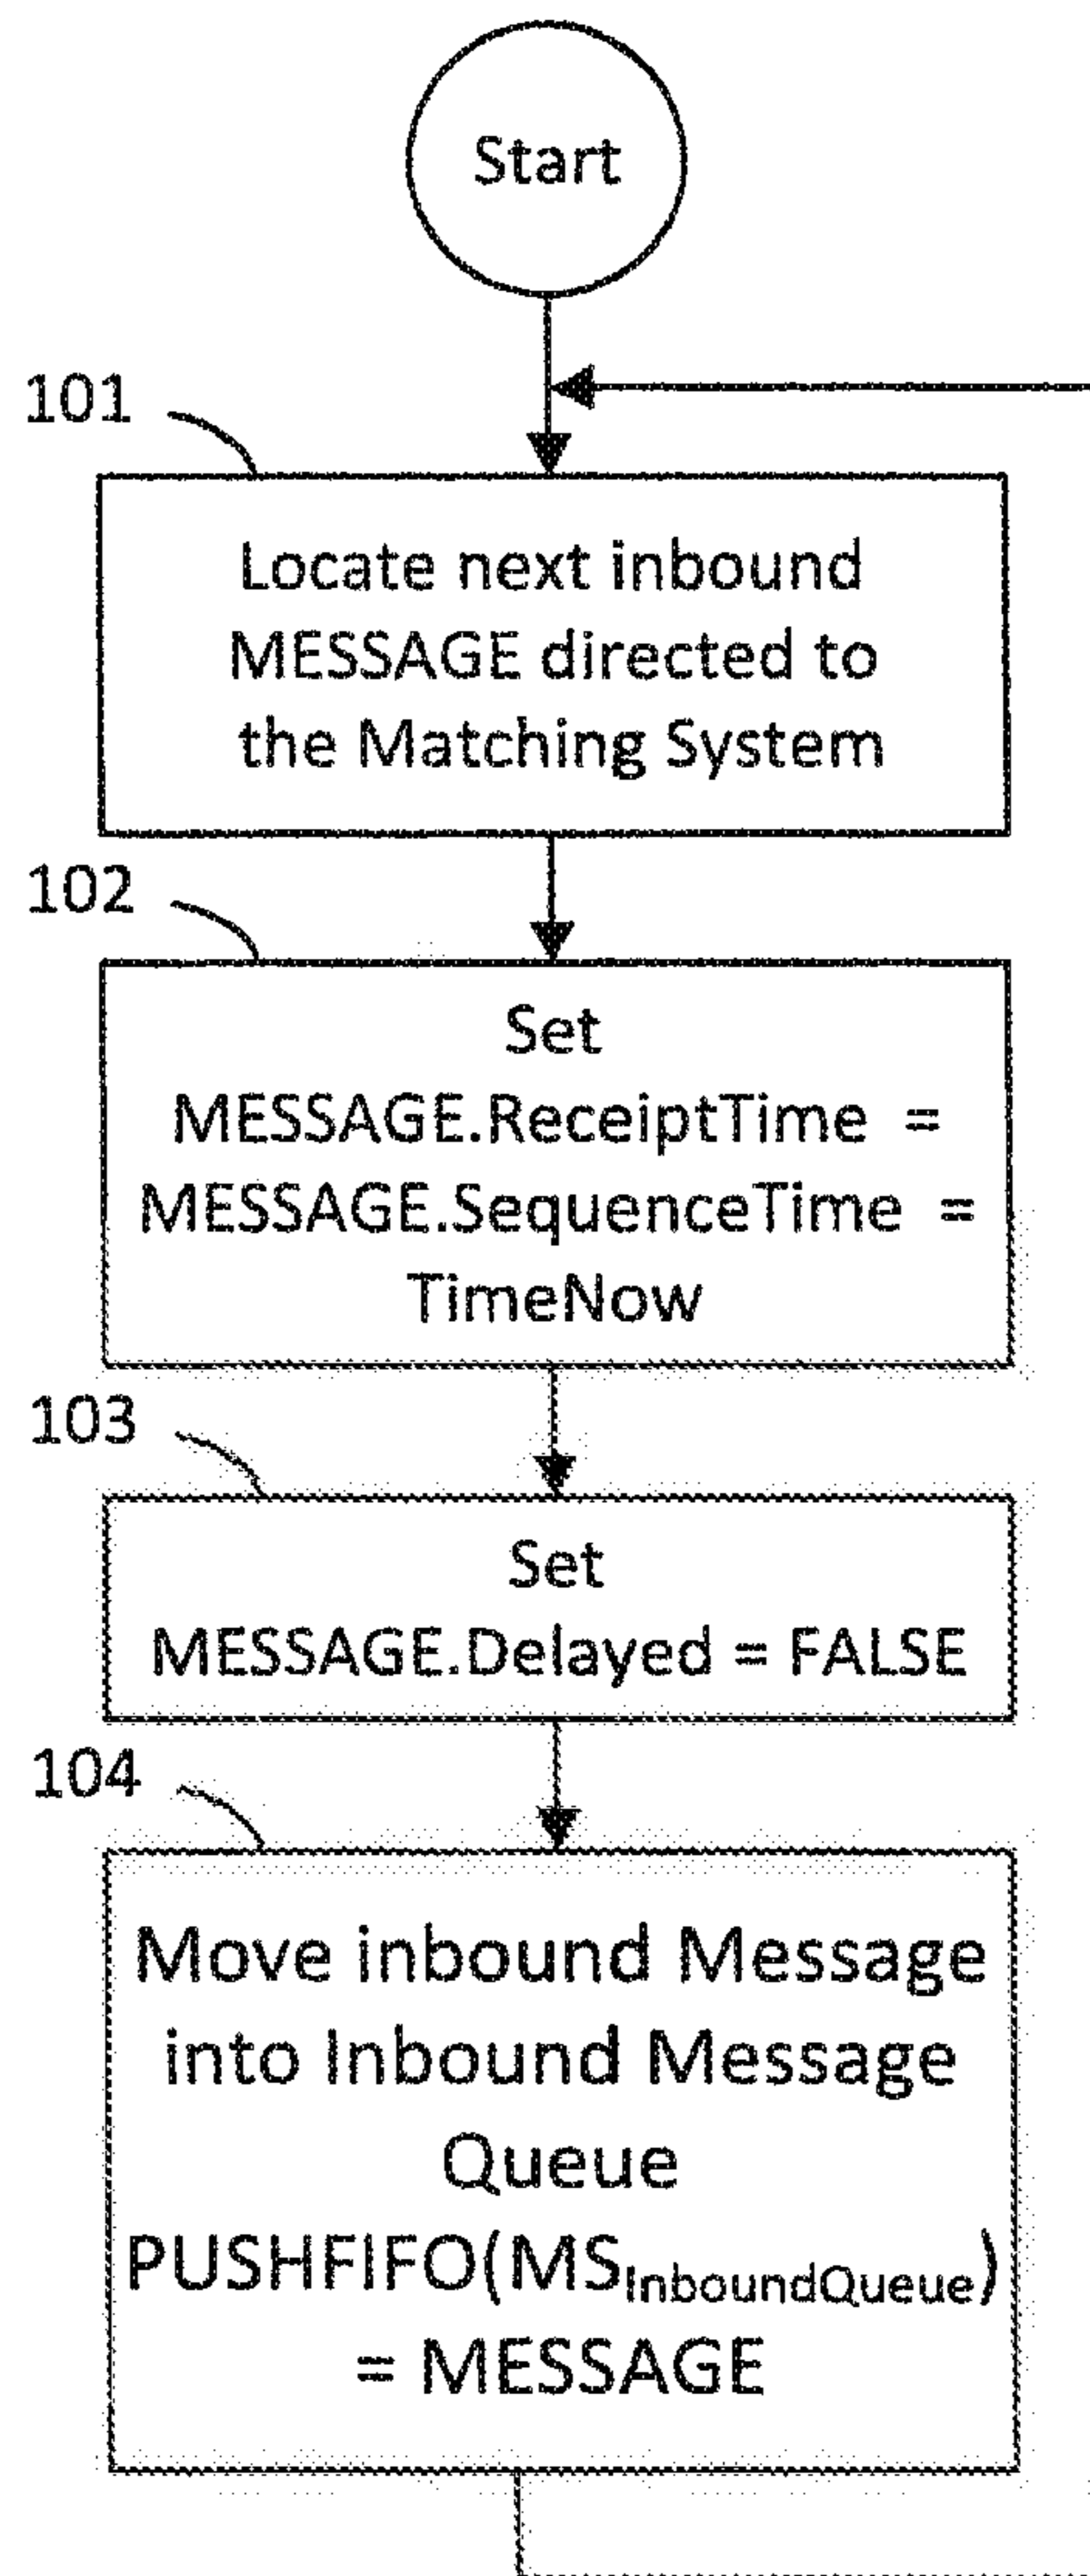 Start
101
Locate next inbound
MESSAGE directed to
the Matching System
102
Set
MESSAGE.ReceiptTime =
MESSAGE.SequenceTime =
TimeNow
103
Set
MESSAGE.Delayed = FALSE
104
Move inbound Message
into Inbound Message
Queue
PUSHFIFO(MSInboundQueue)
= MESSAGE